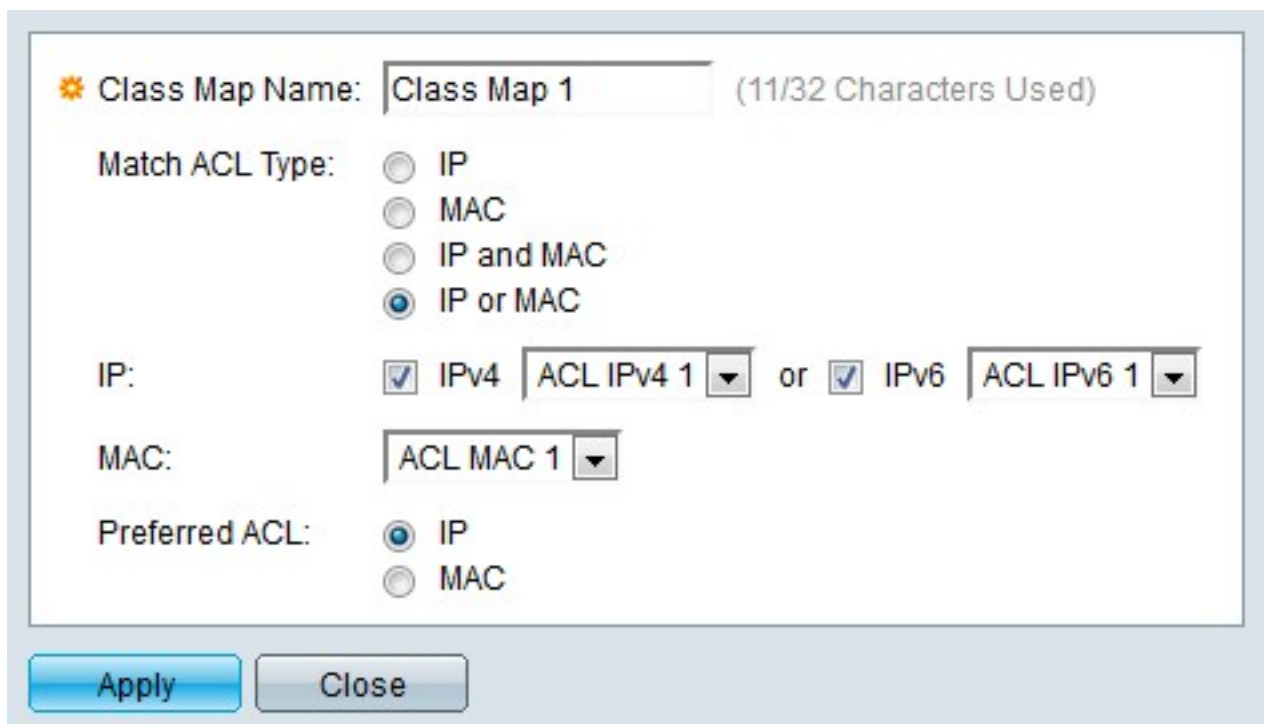 Class Map Name: Class Map 1 (11/32 Characters Used)
Match ACL Type: IP
MAC
IP and MAC
IP or MAC
IP: IPv4 ACL IPv4 1 or IPv6 ACL IPv6 1
MAC: ACL MAC 1
Preferred ACL: IP
MAC
Apply Close